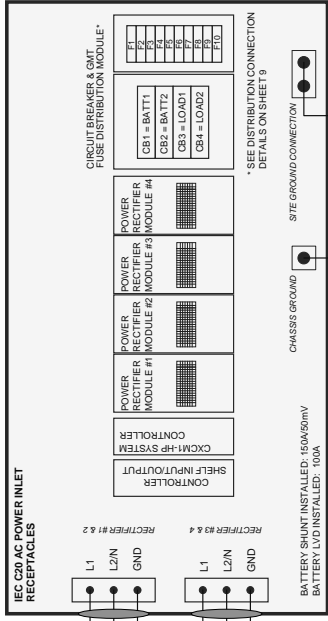 IEC C20 AC POWER INLET
RECEPTACLES
L1
L2/N
GND
RECTIFIER #1 & 2
L1
L2/N
GND
RECTIFIER #3 & 4
CONTROLLER
SHELF INPUT/OUTPUT
CXCM1-HP SYSTEM
CONTROLLER
POWER
RECTIFIER
MODULE #1
POWER
RECTIFIER
MODULE #2
POWER
RECTIFIER
MODULE #3
POWER
RECTIFIER
MODULE #4
CIRCUIT BREAKER & GMT
FUSE DISTRIBUTION MODULE*
CB1 = BATT1
CB2 = BATT2
CB3 = LOAD1
CB4 = LOAD2
F1
F2
F3
F4
F5
F6
F7
F8
F9
F10
* SEE DISTRIBUTION CONNECTION
DETAILS ON SHEET 9
BATTERY SHUNT INSTALLED: 150A/50mV
BATTERY LVD INSTALLED: 100A
CHASSIS GROUND
SITE GROUND CONNECTION